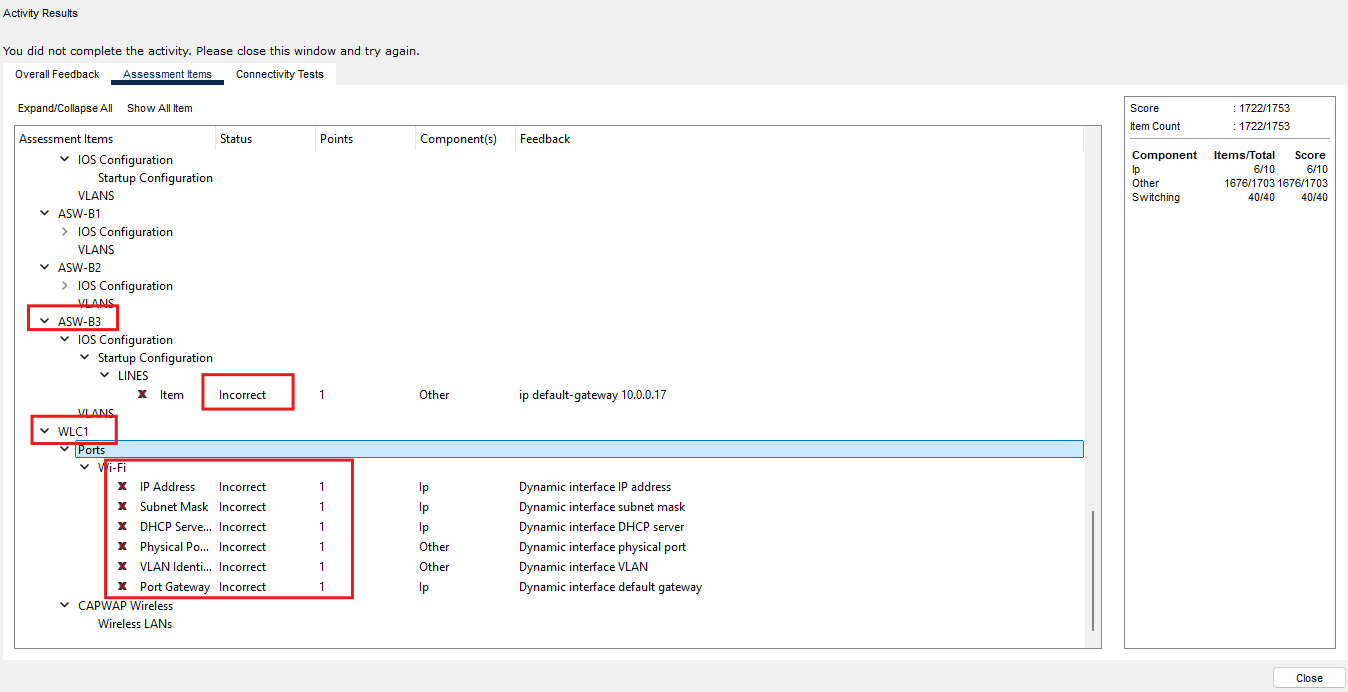 Activity Results
You did not complete the activity. Please close this window and try again.
Overall Feedback Assessment Items Connectivity Tests
Expand/Collapse All Show All Item
Assessment Items Status Points Component(s) Feedback
IOS Configuration
Startup Configuration
VLANS
ASW-B1
IOS Configuration
VLANS
ASW-B2
IOS Configuration
VLANS
ASW-B3
IOS Configuration
Startup Configuration
LINES
Item Incorrect 1 Other ip default-gateway 10.0.0.17
VLANS
WLC1
Ports
Wi-Fi
IP Address Incorrect 1 Ip Dynamic interface IP address
Subnet Mask Incorrect 1 Ip Dynamic interface subnet mask
DHCP Serve... Incorrect 1 Ip Dynamic interface DHCP server
Physical Po... Incorrect 1 Other Dynamic interface physical port
VLAN Identi... Incorrect 1 Other Dynamic interface VLAN
Port Gateway Incorrect 1 Ip Dynamic interface default gateway
CAPWAP Wireless
Wireless LANs
Score : 1722/1753
Item Count : 1722/1753
Component Items/Total Score
Ip 6/10 6/10
Other 1676/1703 1676/1703
Switching 40/40 40/40
Close